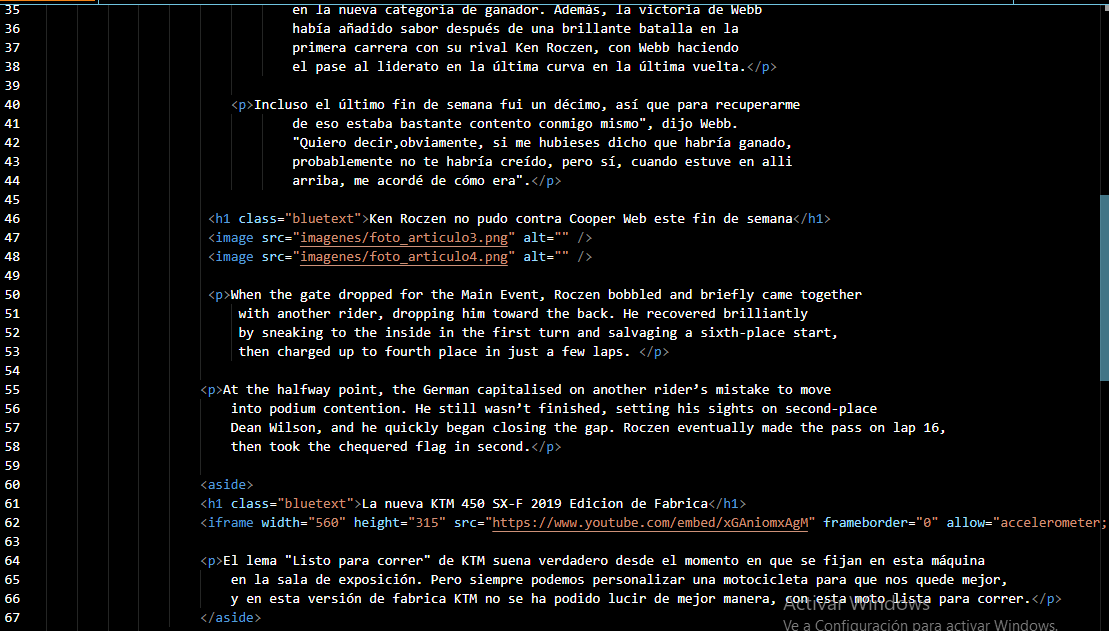 35 en la nueva categoría de ganador. Además, la victoria de Webb
36 había añadido sabor después de una brillante batalla en la
37 primera carrera con su rival Ken Roczen, con Webb haciendo
38 el pase al liderato en la última curva en la última vuelta.</p>
39
40 <p>Incluso el último fin de semana fui un décimo, así que para recuperarme
41 de eso estaba bastante contento conmigo mismo", dijo Webb.
42 "Quiero decir,obviamente, si me hubieses dicho que habría ganado,
43 probablemente no te habría creído, pero sí, cuando estuve en alli
44 arriba, me acordé de cómo era".</p>
45
46 <h1 class="bluetext">Ken Roczen no pudo contra Cooper Web este fin de semana</h1>
47 <image src="imagenes/foto_articulo3.png" alt="" />
48 <image src="imagenes/foto_articulo4.png" alt="" />
49
50 <p>When the gate dropped for the Main Event, Roczen bobbled and briefly came together
51 with another rider, dropping him toward the back. He recovered brilliantly
52 by sneaking to the inside in the first turn and salvaging a sixth-place start,
53 then charged up to fourth place in just a few laps. </p>
54
55 <p>At the halfway point, the German capitalised on another rider’s mistake to move
56 into podium contention. He still wasn’t finished, setting his sights on second-place
57 Dean Wilson, and he quickly began closing the gap. Roczen eventually made the pass on lap 16,
58 then took the chequered flag in second.</p>
59
60 <aside>
61 <h1 class="bluetext">La nueva KTM 450 SX-F 2019 Edicion de Fabrica</h1>
62 <iframe width="560" height="315" src="https://www.youtube.com/embed/xGAniomxAgM" frameborder="0" allow="accelerometer;
63
64 <p>El lema "Listo para correr" de KTM suena verdadero desde el momento en que se fijan en esta máquina
65 en la sala de exposición. Pero siempre podemos personalizar una motocicleta para que nos quede mejor,
66 y en esta versión de fabrica KTM no se ha podido lucir de mejor manera, con esta moto lista para correr.</p>
67 </aside>
Activar Windows
Ve a Configuración para activar Windows.